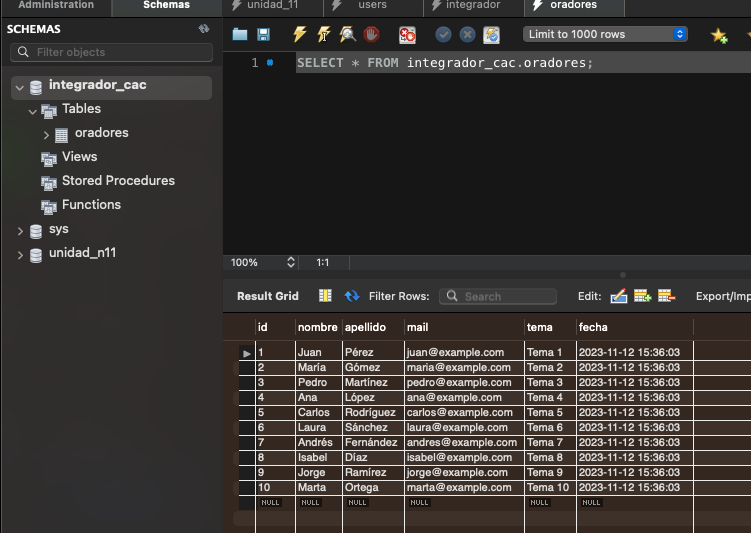 Administration Schemas unidad_11 users integrador oradores
SCHEMAS
Filter objects
Limit to 1000 rows
integrador_cac
Tables
oradores
Views
Stored Procedures
Functions
sys
unidad_n11
1 SELECT * FROM integrador_cac.oradores;
100% 1:1
Result Grid Filter Rows: Search Edit: Export/Imp
id nombre apellido mail tema fecha
1 Juan Pérez juan@example.com Tema 1 2023-11-12 15:36:03
2 María Gómez maria@example.com Tema 2 2023-11-12 15:36:03
3 Pedro Martínez pedro@example.com Tema 3 2023-11-12 15:36:03
4 Ana López ana@example.com Tema 4 2023-11-12 15:36:03
5 Carlos Rodríguez carlos@example.com Tema 5 2023-11-12 15:36:03
6 Laura Sánchez laura@example.com Tema 6 2023-11-12 15:36:03
7 Andrés Fernández andres@example.com Tema 7 2023-11-12 15:36:03
8 Isabel Díaz isabel@example.com Tema 8 2023-11-12 15:36:03
9 Jorge Ramírez jorge@example.com Tema 9 2023-11-12 15:36:03
10 Marta Ortega marta@example.com Tema 10 2023-11-12 15:36:03
NULL NULL NULL NULL NULL NULL